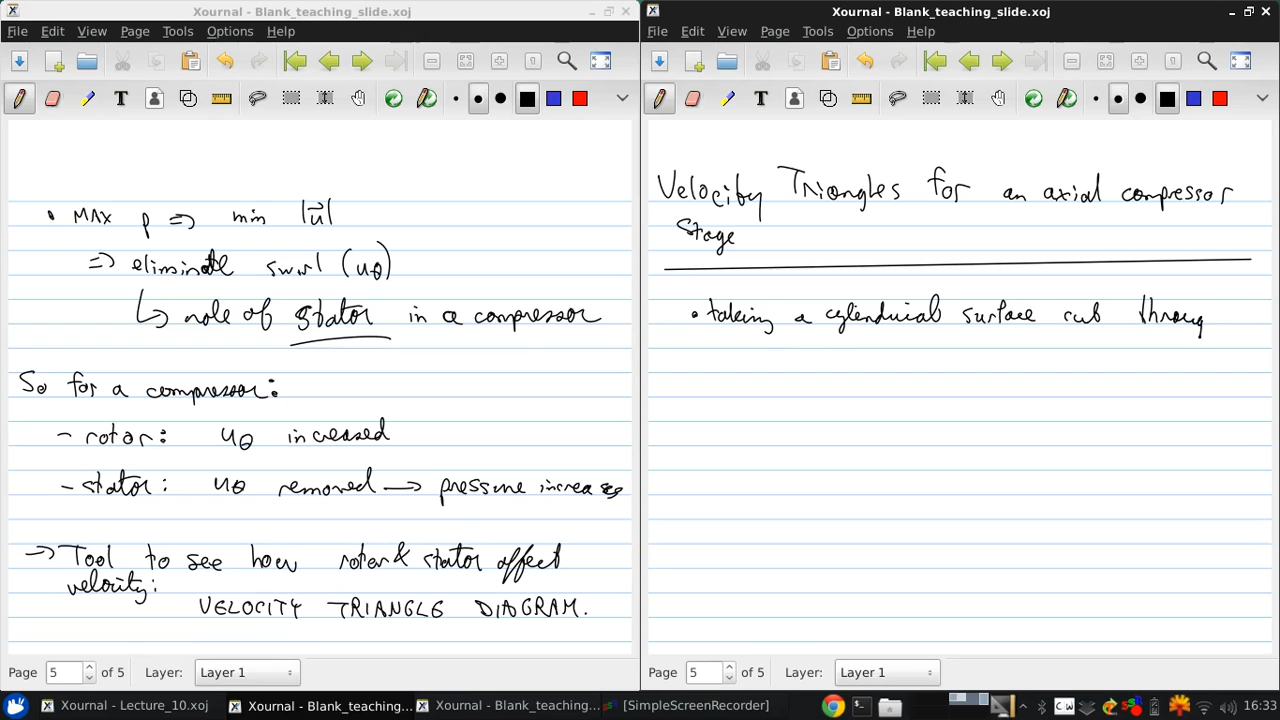 Xournal - Blank_teaching_slide.xoj
File Edit View Page Tools Options Help
• MAX p => min |u|
=> eliminate swirl (uθ)
↳ role of stator in a compressor
So for a compressor:
- rotor: uθ increased
- stator: uθ removed → pressure increases
→ Tool to see how rotor & stator affect
velocity:
VELOCITY TRIANGLE DIAGRAM.
Page 5 of 5 Layer: Layer 1
Xournal - Blank_teaching_slide.xoj
File Edit View Page Tools Options Help
Velocity Triangles for an axial compressor
stage
• taking a cylinducial surface cut throug
Page 5 of 5 Layer: Layer 1
Xournal - Lecture_10.xoj Xournal - Blank_teaching... Xournal - Blank_teaching... [SimpleScreenRecorder] 16:33